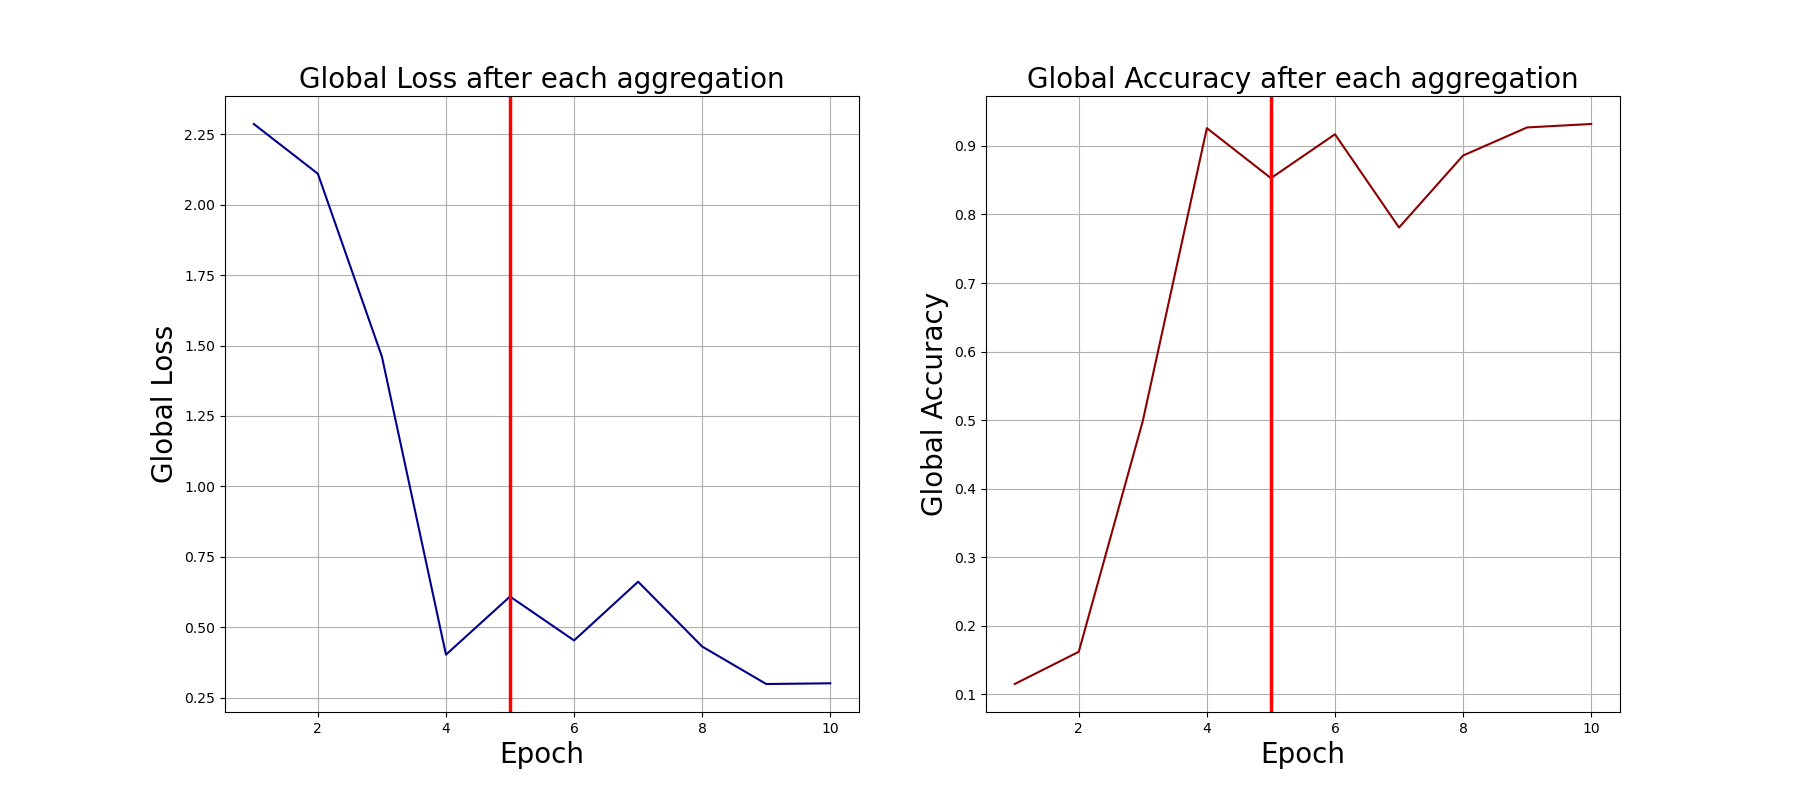 Global Loss after each aggregation
2.25
2.00
1.75
1.50
1.25
1.00
0.75
0.50
0.25
Global Loss
2 4 6 8 10
Epoch
Global Accuracy after each aggregation
0.9
0.8
0.7
0.6
0.5
0.4
0.3
0.2
0.1
Global Accuracy
2 4 6 8 10
Epoch